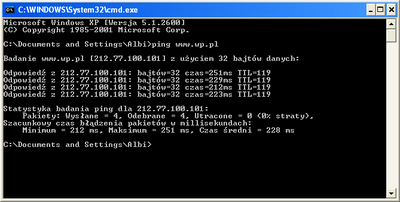 C:\WINDOWS\System32\cmd.exe
Microsoft Windows XP [Wersja 5.1.2600]
(C) Copyright 1985-2001 Microsoft Corp.
C:\Documents and Settings\Albi>ping www.wp.pl
Badanie www.wp.pl [212.77.100.101] z użyciem 32 bajtów danych:
Odpowiedź z 212.77.100.101: bajtów=32 czas=251ms TTL=119
Odpowiedź z 212.77.100.101: bajtów=32 czas=229ms TTL=119
Odpowiedź z 212.77.100.101: bajtów=32 czas=212ms TTL=119
Odpowiedź z 212.77.100.101: bajtów=32 czas=223ms TTL=119
Statystyka badania ping dla 212.77.100.101:
Pakiety: Wysłane = 4, Odebrane = 4, Utracone = 0 (0% straty),
Szacunkowy czas błądzenia pakietów w millisekundach:
Minimum = 212 ms, Maksimum = 251 ms, Czas średni = 228 ms
C:\Documents and Settings\Albi>